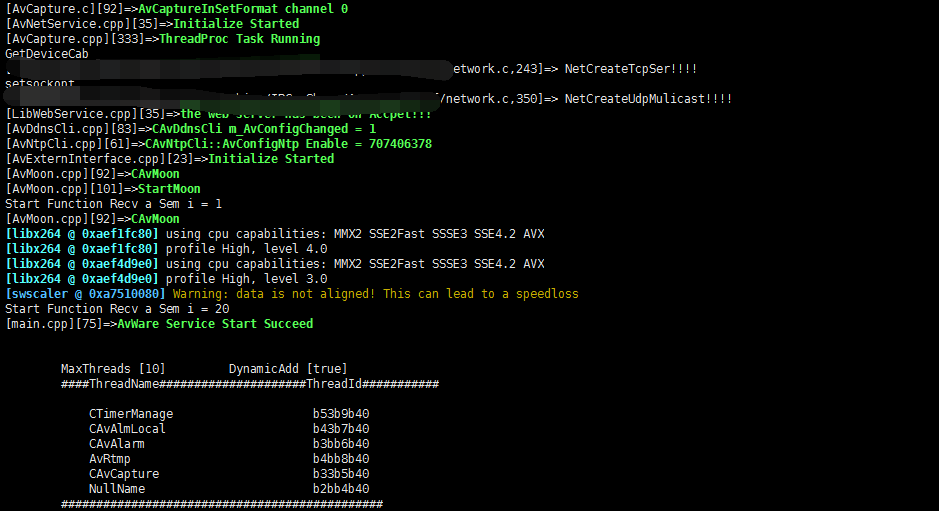 [AvCapture.c][92]=>AvCaptureInSetFormat channel 0
[AvNetService.cpp][35]=>Initialize Started
[AvCapture.cpp][333]=>ThreadProc Task Running
GetDeviceCab
etwork.c,243]=> NetCreateTcpSer!!!!
setsockopt
/network.c,350]=> NetCreateUdpMulicast!!!!
[LibWebService.cpp][35]=>the web server has been on Accpet!!!
[AvDdnsCli.cpp][83]=>CAvDdnsCli m_AvConfigChanged = 1
[AvNtpCli.cpp][61]=>CAvNtpCli::AvConfigNtp Enable = 707406378
[AvExternInterface.cpp][23]=>Initialize Started
[AvMoon.cpp][92]=>CAvMoon
[AvMoon.cpp][101]=>StartMoon
Start Function Recv a Sem i = 1
[AvMoon.cpp][92]=>CAvMoon
[libx264 @ 0xaef1fc80] using cpu capabilities: MMX2 SSE2Fast SSSE3 SSE4.2 AVX
[libx264 @ 0xaef1fc80] profile High, level 4.0
[libx264 @ 0xaef4d9e0] using cpu capabilities: MMX2 SSE2Fast SSSE3 SSE4.2 AVX
[libx264 @ 0xaef4d9e0] profile High, level 3.0
[swscaler @ 0xa7510080] Warning: data is not aligned! This can lead to a speedloss
Start Function Recv a Sem i = 20
[main.cpp][75]=>AvWare Service Start Succeed
MaxThreads [10] DynamicAdd [true]
####ThreadName#####################ThreadId###########
CTimerManage b53b9b40
CAvAlmLocal b43b7b40
CAvAlarm b3bb6b40
AvRtmp b4bb8b40
CAvCapture b33b5b40
NullName b2bb4b40
##############################################